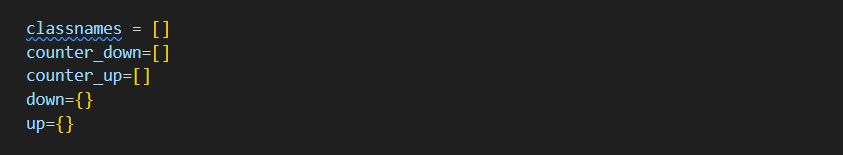 classnames = []
counter_down=[]
counter_up=[]
down={}
up={}